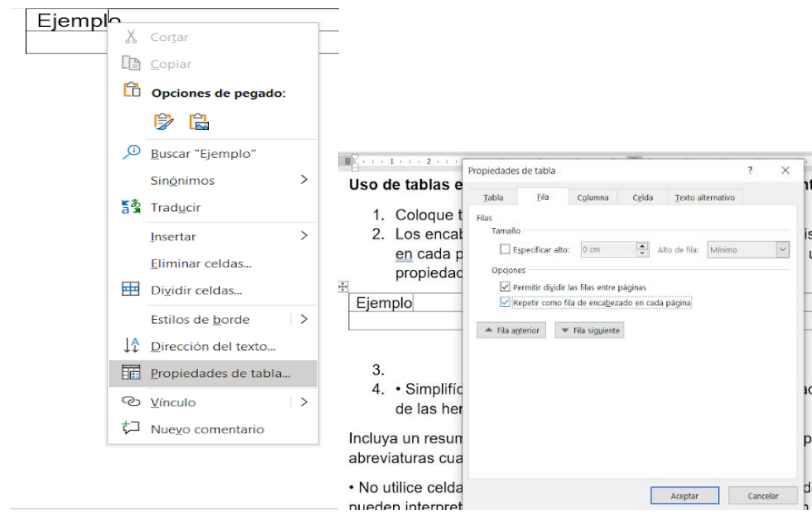 Ejemplo
Cortar
Copiar
Opciones de pegado:
Buscar "Ejemplo"
Sinónimos
Traducir
Insertar
Eliminar celdas...
Dividir celdas...
Estilos de borde
Dirección del texto...
Propiedades de tabla...
Vínculo
Nuevo comentario
1 2
Uso de tablas e
1. Coloque t
2. Los encab
en cada p
propiedad
Ejemplo
3.
4. • Simplific
de las her
Incluya un resum
abreviaturas cua
• No utilice celda
pueden interpret
Propiedades de tabla ? ×
Tabla Fila Columna Celda Texto alternativo
Filas
Tamaño
Especificar alto: 0 cm Alto de fila: Mínimo
Opciones
Permitir dividir las filas entre páginas
Repetir como fila de encabezado en cada página
Fila anterior Fila siguiente
Aceptar Cancelar